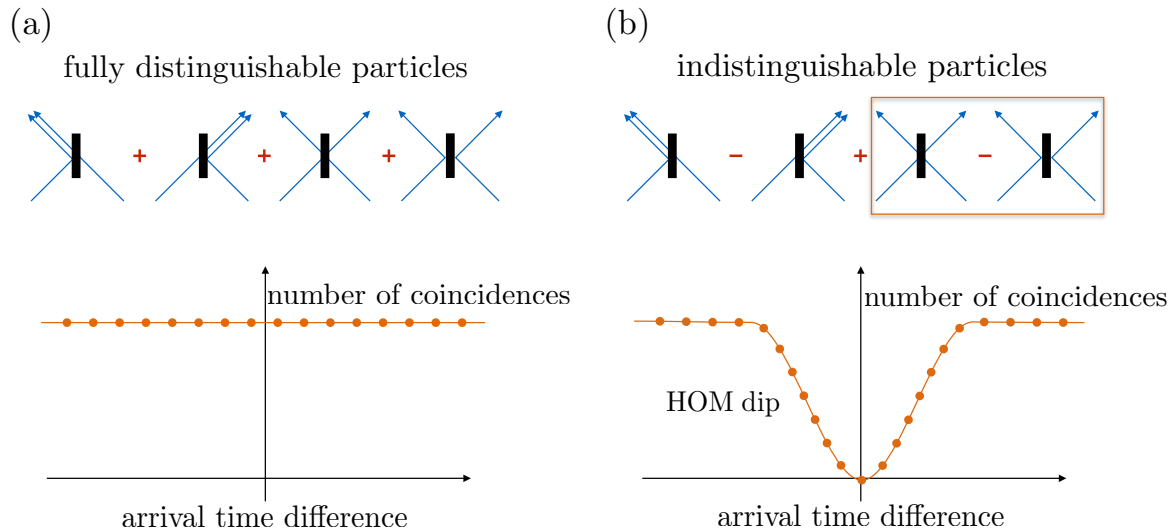 (a)
fully distinguishable particles
+ + +
number of coincidences
arrival time difference
(b)
indistinguishable particles
− + −
number of coincidences
HOM dip
arrival time difference